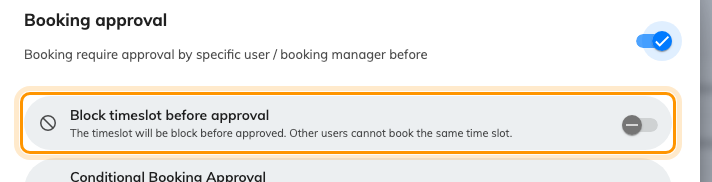 Booking approval
Booking require approval by specific user / booking manager before
Block timeslot before approval
The timeslot will be block before approved. Other users cannot book the same time slot.
Conditional Booking Approval